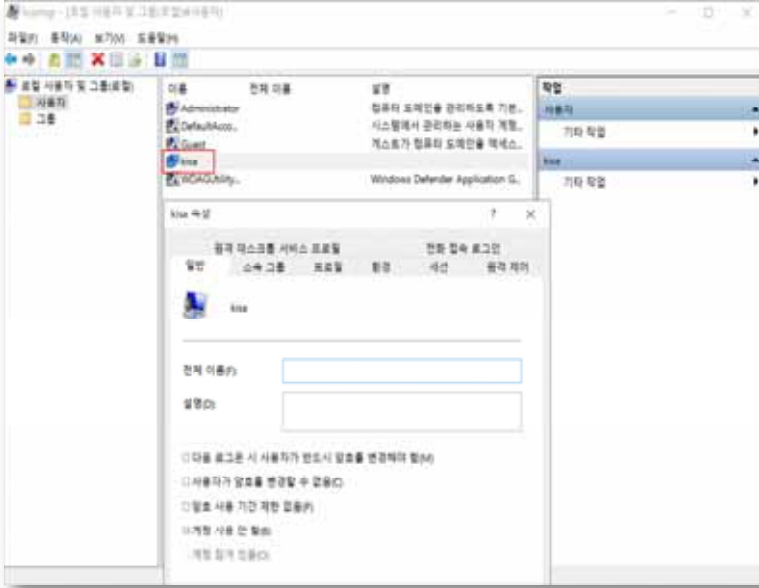 lusrmgr - [로컬 사용자 및 그룹(로컬)\사용자]
파일(F) 동작(A) 보기(V) 도움말(H)
로컬 사용자 및 그룹(로컬)
사용자
그룹
이름 전체 이름 설명
Administrator 컴퓨터 도메인을 관리하도록 기본..
DefaultAcco.. 시스템에서 관리하는 사용자 계정..
Guest 게스트가 컴퓨터 도메인을 액세스..
kisa
WDAGUtility.. Windows Defender Application G..
작업
사용자
기타 작업
kisa
기타 작업
kisa 속성 ? ×
원격 데스크톱 서비스 프로필 전화 접속 로그인
일반 소속 그룹 프로필 환경 세션 원격 제어
kisa
전체 이름(F):
설명(D):
다음 로그온 시 사용자가 반드시 암호를 변경해야 함(M)
사용자가 암호를 변경할 수 없음(C)
암호 사용 기간 제한 없음(P)
계정 사용 안 함(B)
계정 잠겨 있음(O)